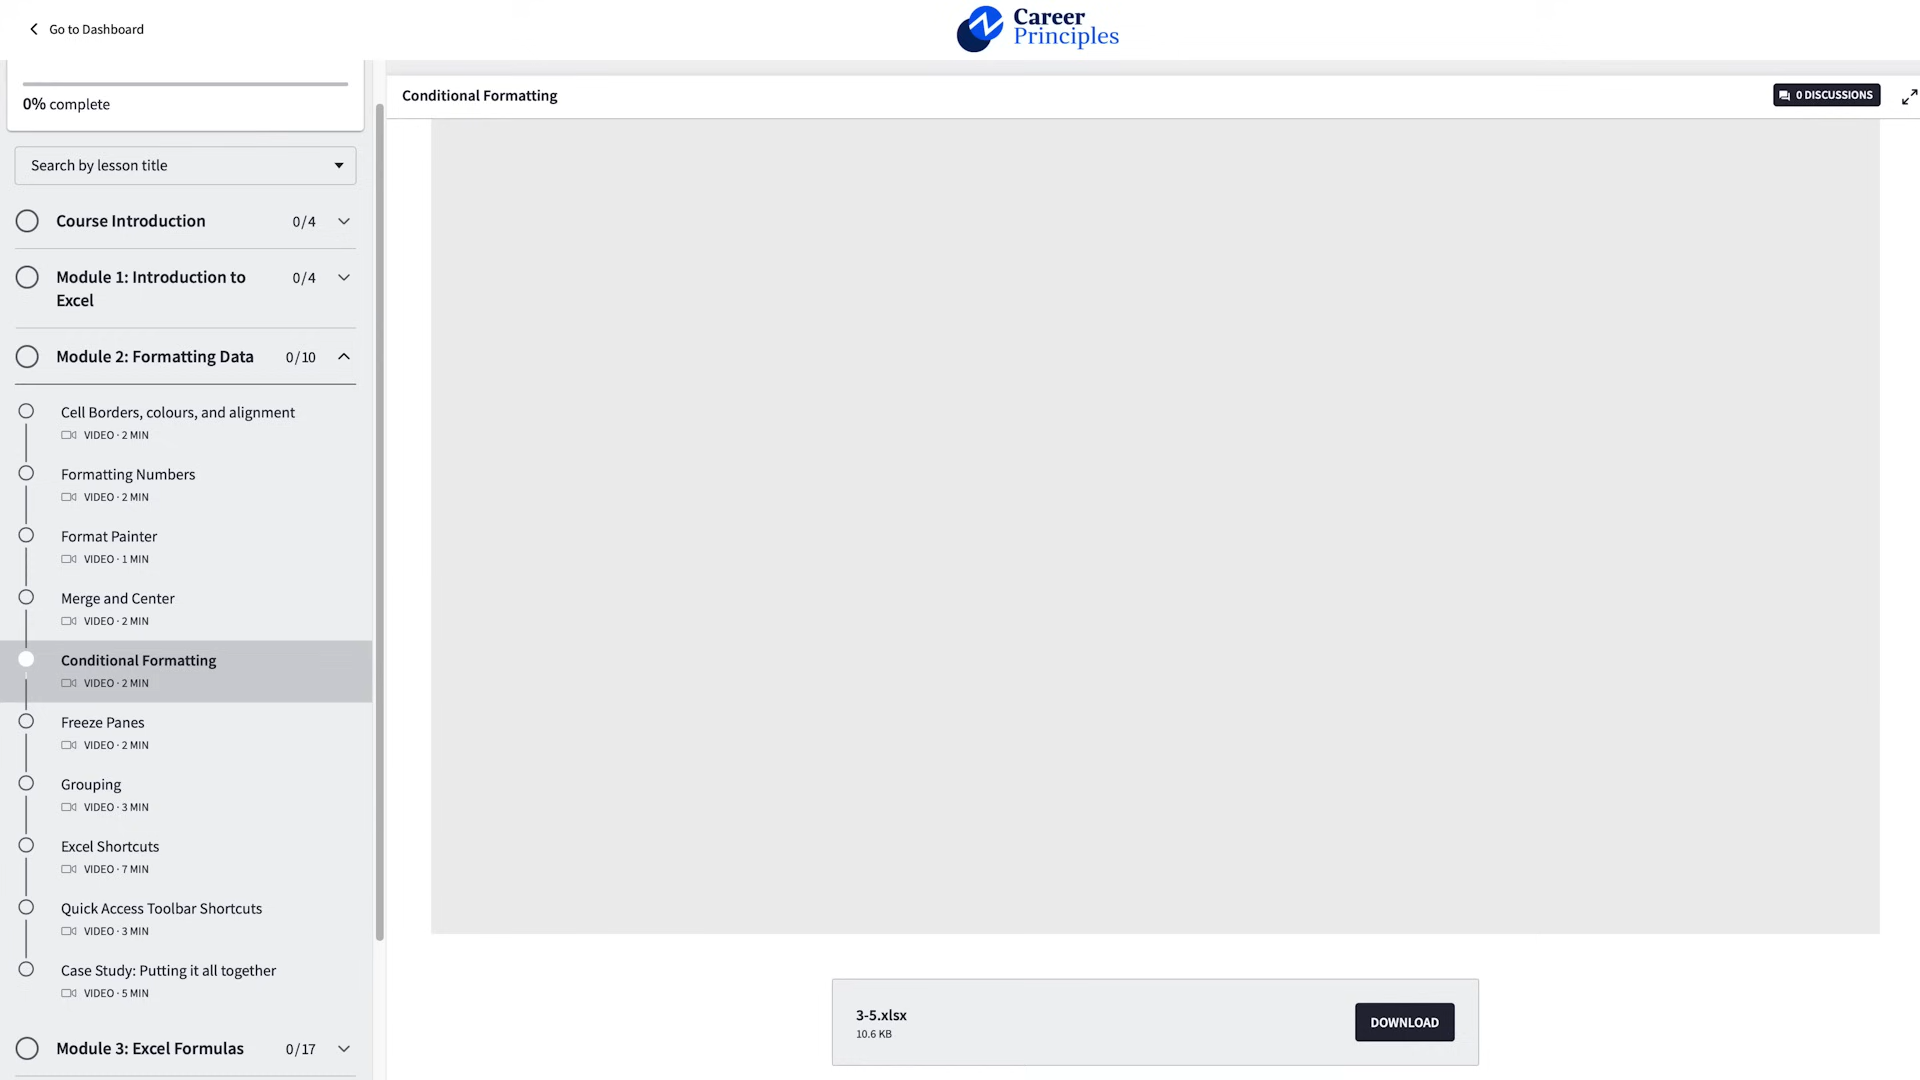 Go to Dashboard
Career
Principles
0% complete
Search by lesson title
Course Introduction 0/4
Module 1: Introduction to 0/4
Excel
Module 2: Formatting Data 0/10
Cell Borders, colours, and alignment
VIDEO · 2 MIN
Formatting Numbers
VIDEO · 2 MIN
Format Painter
VIDEO · 1 MIN
Merge and Center
VIDEO · 2 MIN
Conditional Formatting
VIDEO · 2 MIN
Freeze Panes
VIDEO · 2 MIN
Grouping
VIDEO · 3 MIN
Excel Shortcuts
VIDEO · 7 MIN
Quick Access Toolbar Shortcuts
VIDEO · 3 MIN
Case Study: Putting it all together
VIDEO · 5 MIN
Module 3: Excel Formulas 0/17
Conditional Formatting
0 DISCUSSIONS
3-5.xlsx
10.6 KB
DOWNLOAD